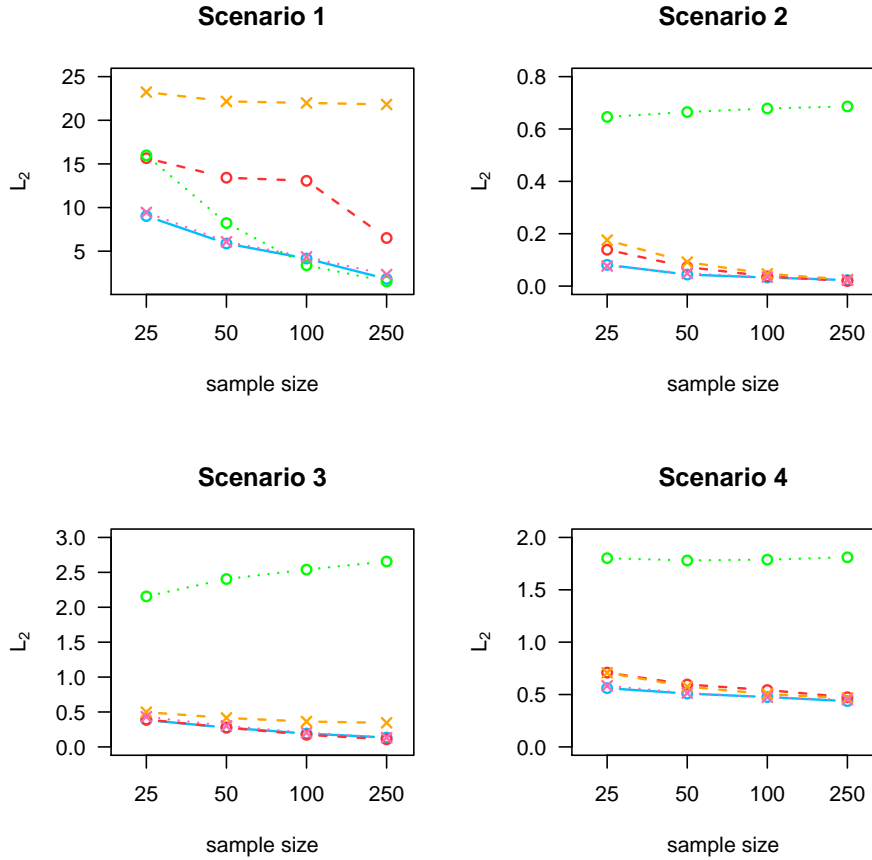 Scenario 1
25
20
15
10
5
L2
25 50 100 250
sample size
Scenario 2
0.8
0.6
0.4
0.2
0.0
L2
25 50 100 250
sample size
Scenario 3
3.0
2.5
2.0
1.5
1.0
0.5
0.0
L2
25 50 100 250
sample size
Scenario 4
2.0
1.5
1.0
0.5
0.0
L2
25 50 100 250
sample size